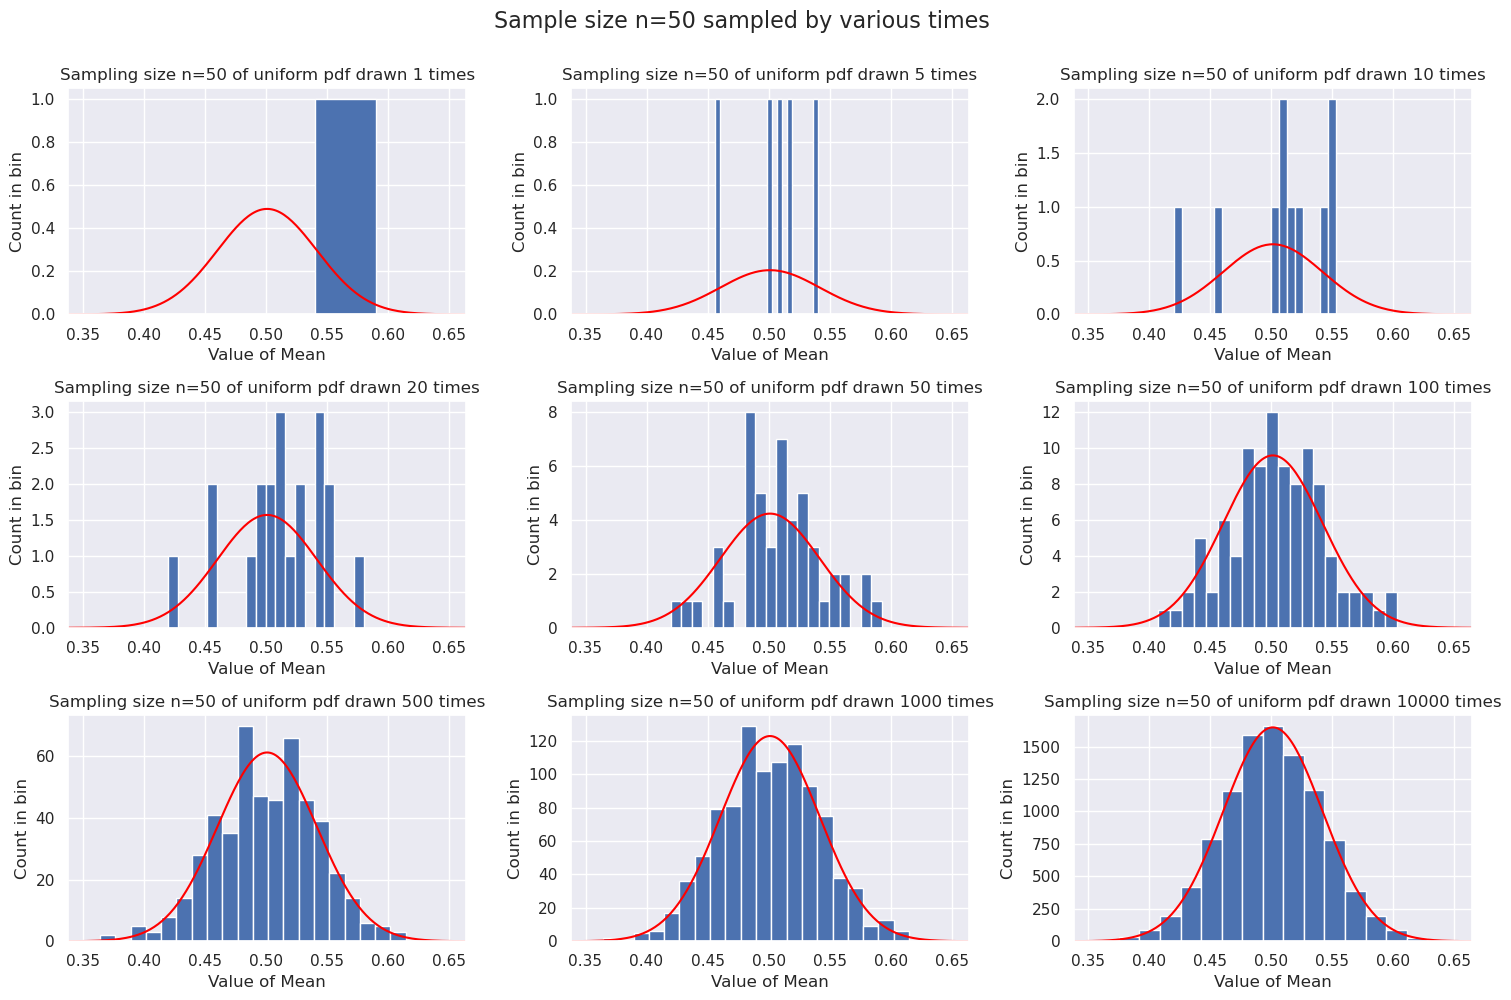 Sample size n=50 sampled by various times
Sampling size n=50 of uniform pdf drawn 1 times
1.0
0.8
0.6
0.4
0.2
0.0
Count in bin
0.35 0.40 0.45 0.50 0.55 0.60 0.65
Value of Mean
Sampling size n=50 of uniform pdf drawn 5 times
1.0
0.8
0.6
0.4
0.2
0.0
Count in bin
0.35 0.40 0.45 0.50 0.55 0.60 0.65
Value of Mean
Sampling size n=50 of uniform pdf drawn 10 times
2.0
1.5
1.0
0.5
0.0
Count in bin
0.35 0.40 0.45 0.50 0.55 0.60 0.65
Value of Mean
Sampling size n=50 of uniform pdf drawn 20 times
3.0
2.5
2.0
1.5
1.0
0.5
0.0
Count in bin
0.35 0.40 0.45 0.50 0.55 0.60 0.65
Value of Mean
Sampling size n=50 of uniform pdf drawn 50 times
8
6
4
2
0
Count in bin
0.35 0.40 0.45 0.50 0.55 0.60 0.65
Value of Mean
Sampling size n=50 of uniform pdf drawn 100 times
12
10
8
6
4
2
0
Count in bin
0.35 0.40 0.45 0.50 0.55 0.60 0.65
Value of Mean
Sampling size n=50 of uniform pdf drawn 500 times
60
40
20
0
Count in bin
0.35 0.40 0.45 0.50 0.55 0.60 0.65
Value of Mean
Sampling size n=50 of uniform pdf drawn 1000 times
120
100
80
60
40
20
0
Count in bin
0.35 0.40 0.45 0.50 0.55 0.60 0.65
Value of Mean
Sampling size n=50 of uniform pdf drawn 10000 times
1500
1250
1000
750
500
250
0
Count in bin
0.35 0.40 0.45 0.50 0.55 0.60 0.65
Value of Mean